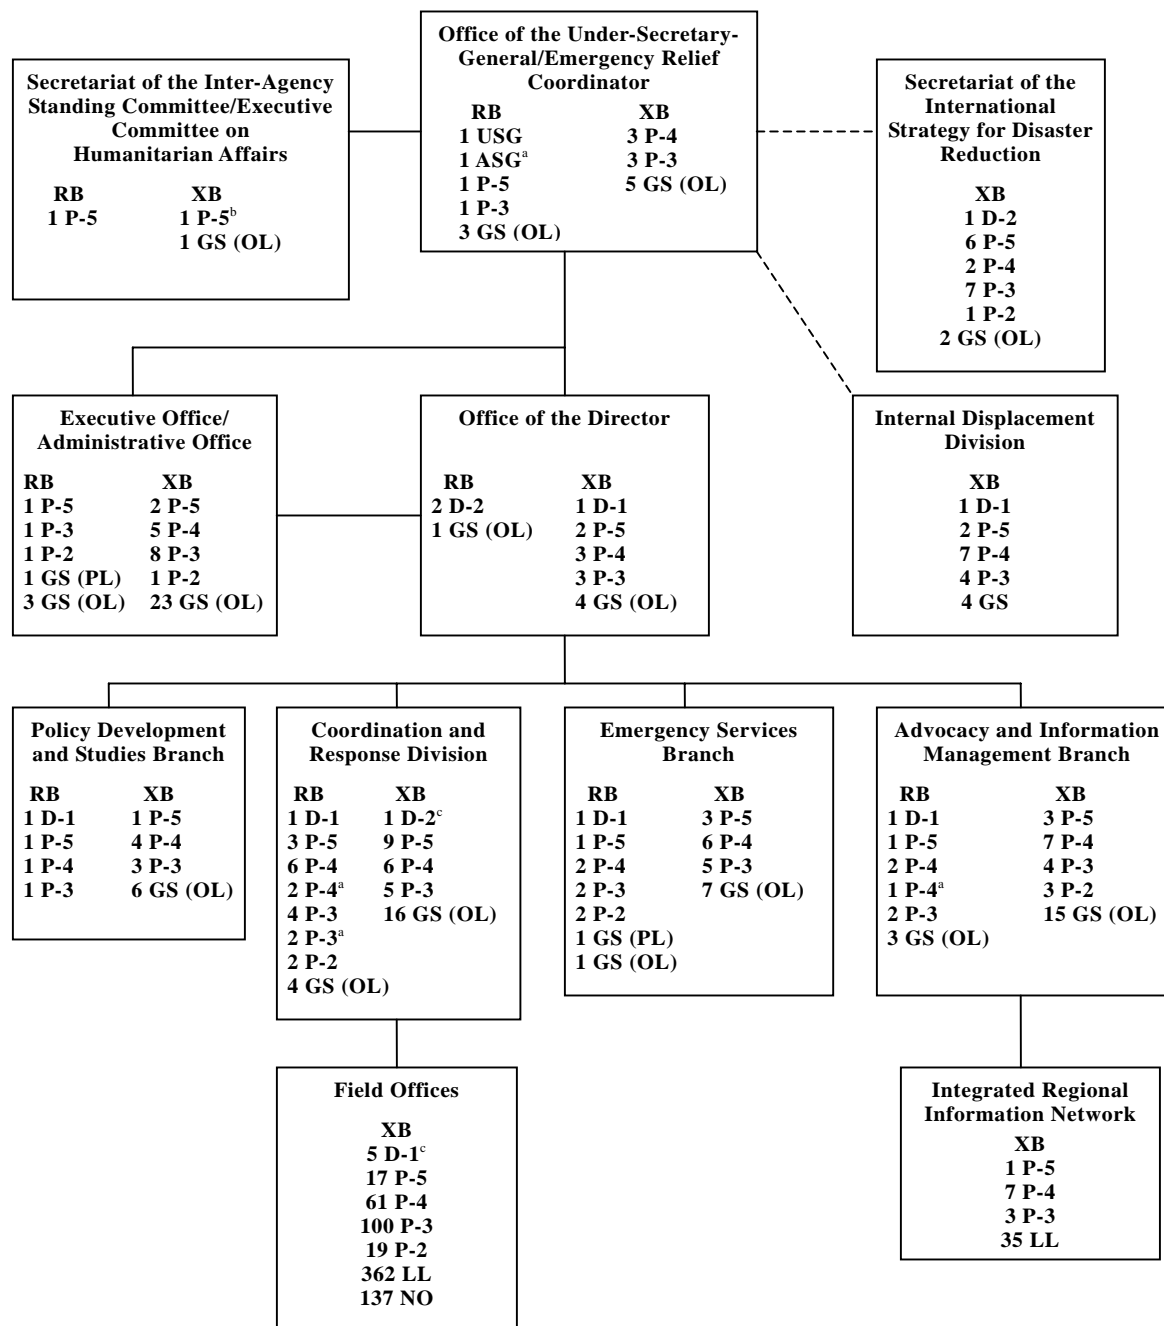 Office of the Under-Secretary-
General/Emergency Relief
Coordinator
RB XB
1 USG 3 P-4
1 ASGᵃ 3 P-3
1 P-5 5 GS (OL)
1 P-3
3 GS (OL)
Secretariat of the Inter-Agency
Standing Committee/Executive
Committee on
Humanitarian Affairs
RB XB
1 P-5 1 P-5ᵇ
1 GS (OL)
Secretariat of the
International
Strategy for Disaster
Reduction
XB
1 D-2
6 P-5
2 P-4
7 P-3
1 P-2
2 GS (OL)
Executive Office/
Administrative Office
RB XB
1 P-5 2 P-5
1 P-3 5 P-4
1 P-2 8 P-3
1 GS (PL) 1 P-2
3 GS (OL) 23 GS (OL)
Office of the Director
RB XB
2 D-2 1 D-1
1 GS (OL) 2 P-5
3 P-4
3 P-3
4 GS (OL)
Internal Displacement
Division
XB
1 D-1
2 P-5
7 P-4
4 P-3
4 GS
Policy Development
and Studies Branch
RB XB
1 D-1 1 P-5
1 P-5 4 P-4
1 P-4 3 P-3
1 P-3 6 GS (OL)
Coordination and
Response Division
RB XB
1 D-1 1 D-2ᶜ
3 P-5 9 P-5
6 P-4 6 P-4
2 P-4ᵃ 5 P-3
4 P-3 16 GS (OL)
2 P-3ᵃ
2 P-2
4 GS (OL)
Emergency Services
Branch
RB XB
1 D-1 3 P-5
1 P-5 6 P-4
2 P-4 5 P-3
2 P-3 7 GS (OL)
2 P-2
1 GS (PL)
1 GS (OL)
Advocacy and Information
Management Branch
RB XB
1 D-1 3 P-5
1 P-5 7 P-4
2 P-4 4 P-3
1 P-4ᵃ 3 P-2
2 P-3 15 GS (OL)
3 GS (OL)
Field Offices
XB
5 D-1ᶜ
17 P-5
61 P-4
100 P-3
19 P-2
362 LL
137 NO
Integrated Regional
Information Network
XB
1 P-5
7 P-4
3 P-3
35 LL